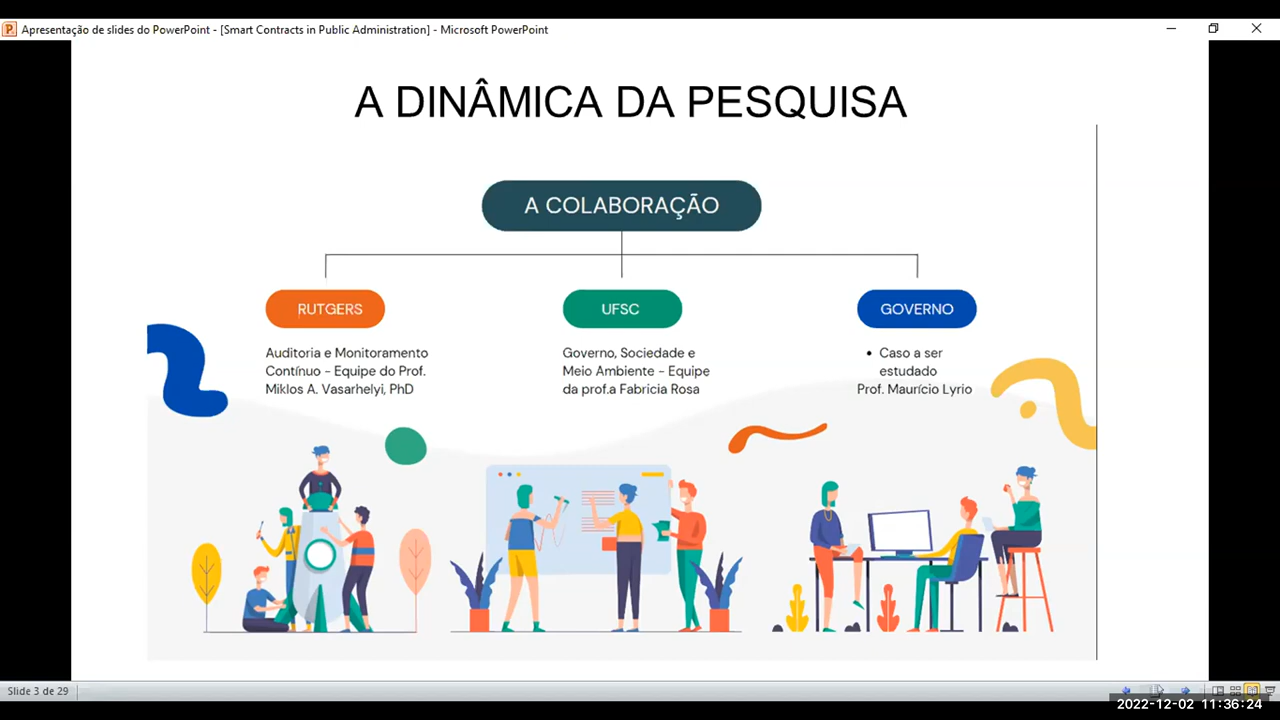 Apresentação de slides do PowerPoint - [Smart Contracts in Public Administration] - Microsoft PowerPoint
A DINÂMICA DA PESQUISA
A COLABORAÇÃO
RUTGERS
Auditoria e Monitoramento
Contínuo - Equipe do Prof.
Miklos A. Vasarhelyi, PhD
UFSC
Governo, Sociedade e
Meio Ambiente - Equipe
da prof.a Fabricia Rosa
GOVERNO
• Caso a ser
estudado
Prof. Maurício Lyrio
Slide 3 de 29
2022-12-02 11:36:24